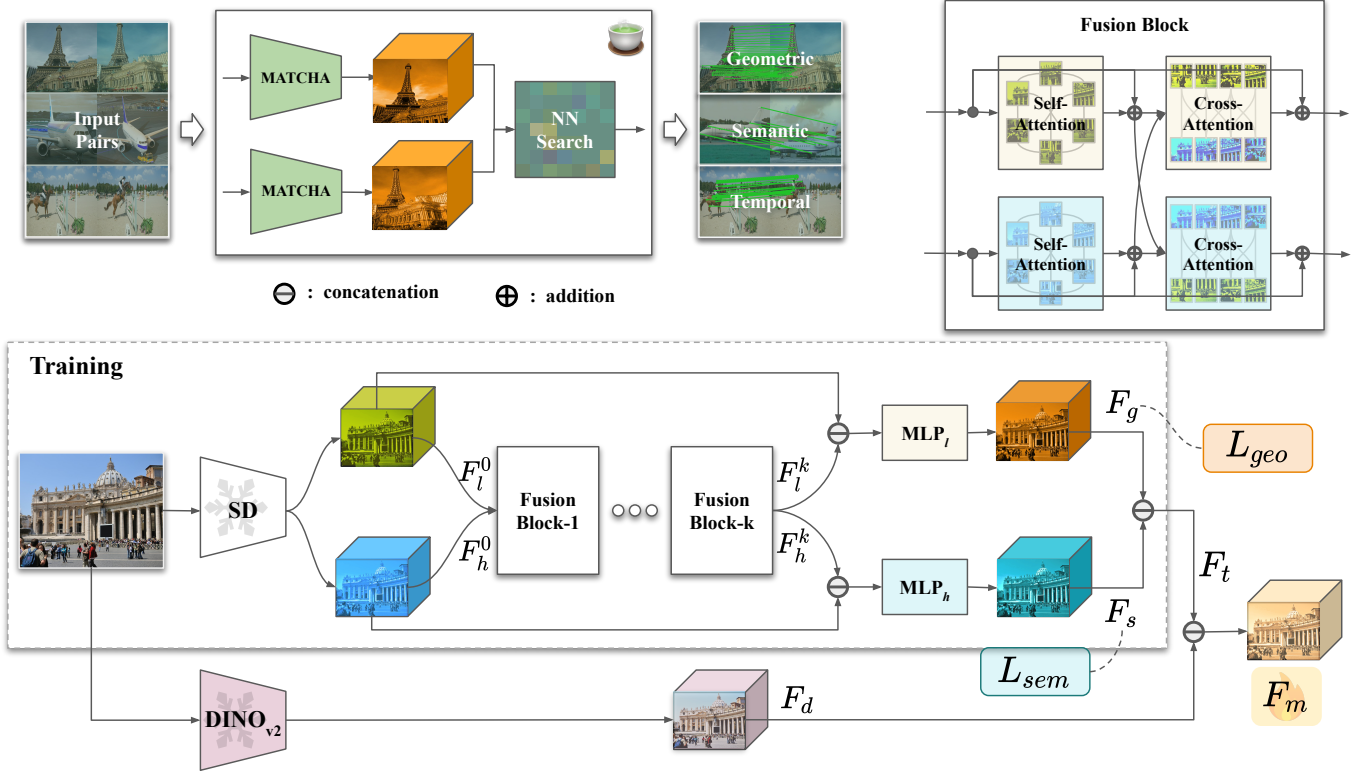 Input
Pairs
MATCHA
MATCHA
NN
Search
Geometric
Semantic
Temporal
Fusion Block
Self-
Attention
Cross-
Attention
Self-
Attention
Cross-
Attention
⊖ : concatenation
⊕ : addition
Training
SD
F_l^0
F_h^0
Fusion
Block-1
Fusion
Block-k
F_l^k
F_h^k
MLP_l
MLP_h
F_g
F_s
L_geo
L_sem
F_t
DINO_v2
F_d
F_m